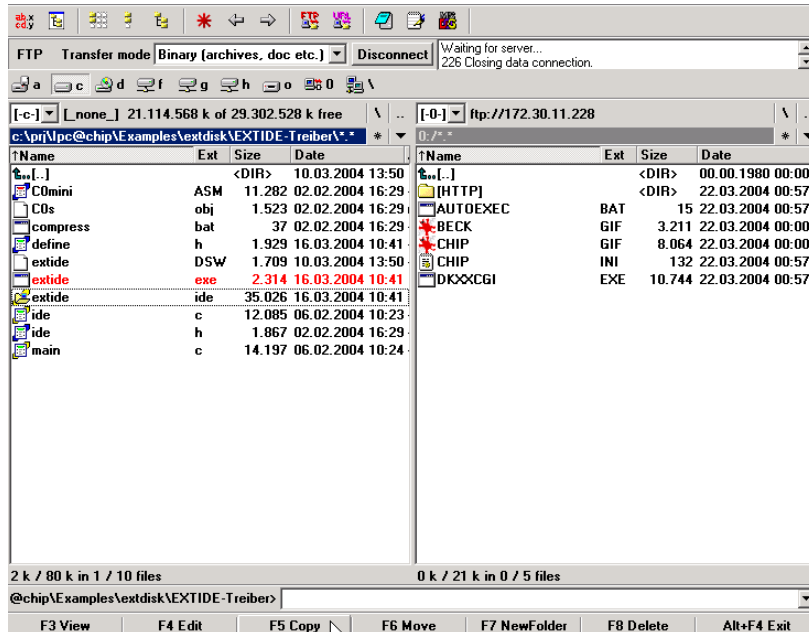 FTP Transfer mode Binary (archives, doc etc.) Disconnect Waiting for server...
226 Closing data connection.
a c d f g h o 0 \
[-c-] [_none_] 21.114.568 k of 29.302.528 k free \ ..
c:\prj\Ipc@chip\Examples\extdisk\EXTIDE-Treiber\*.* *
↑Name Ext Size Date
[..] <DIR> 10.03.2004 13:50
C0mini ASM 11.282 02.02.2004 16:29
C0s obj 1.523 02.02.2004 16:29
compress bat 37 02.02.2004 16:29
define h 1.929 16.03.2004 10:41
extide DSW 1.709 10.03.2004 13:50
extide exe 2.314 16.03.2004 10:41
extide ide 35.026 16.03.2004 10:41
ide c 12.085 06.02.2004 10:23
ide h 1.867 02.02.2004 16:29
main c 14.197 06.02.2004 10:24
2 k / 80 k in 1 / 10 files
[-0-] ftp://172.30.11.228 \ .
0:/*.* *
↑Name Ext Size Date
[..] <DIR> 00.00.1980 00:00
[HTTP] <DIR> 22.03.2004 00:57
AUTOEXEC BAT 15 22.03.2004 00:57
BECK GIF 3.211 22.03.2004 00:00
CHIP GIF 8.064 22.03.2004 00:00
CHIP INI 132 22.03.2004 00:57
DKXXCGI EXE 10.744 22.03.2004 00:57
0 k / 21 k in 0 / 5 files
@chip\Examples\extdisk\EXTIDE-Treiber>
F3 View F4 Edit F5 Copy F6 Move F7 NewFolder F8 Delete Alt+F4 Exit